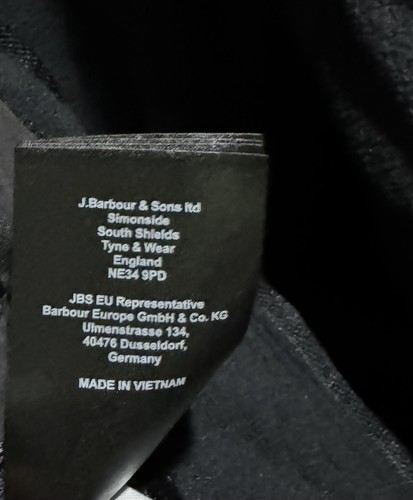 J.Barbour & Sons ltd
Simonside
South Shields
Tyne & Wear
England
NE34 9PD
JBS EU Representative
Barbour Europe GmbH & Co. KG
Ulmenstrasse 134,
40476 Dusseldorf,
Germany
MADE IN VIETNAM